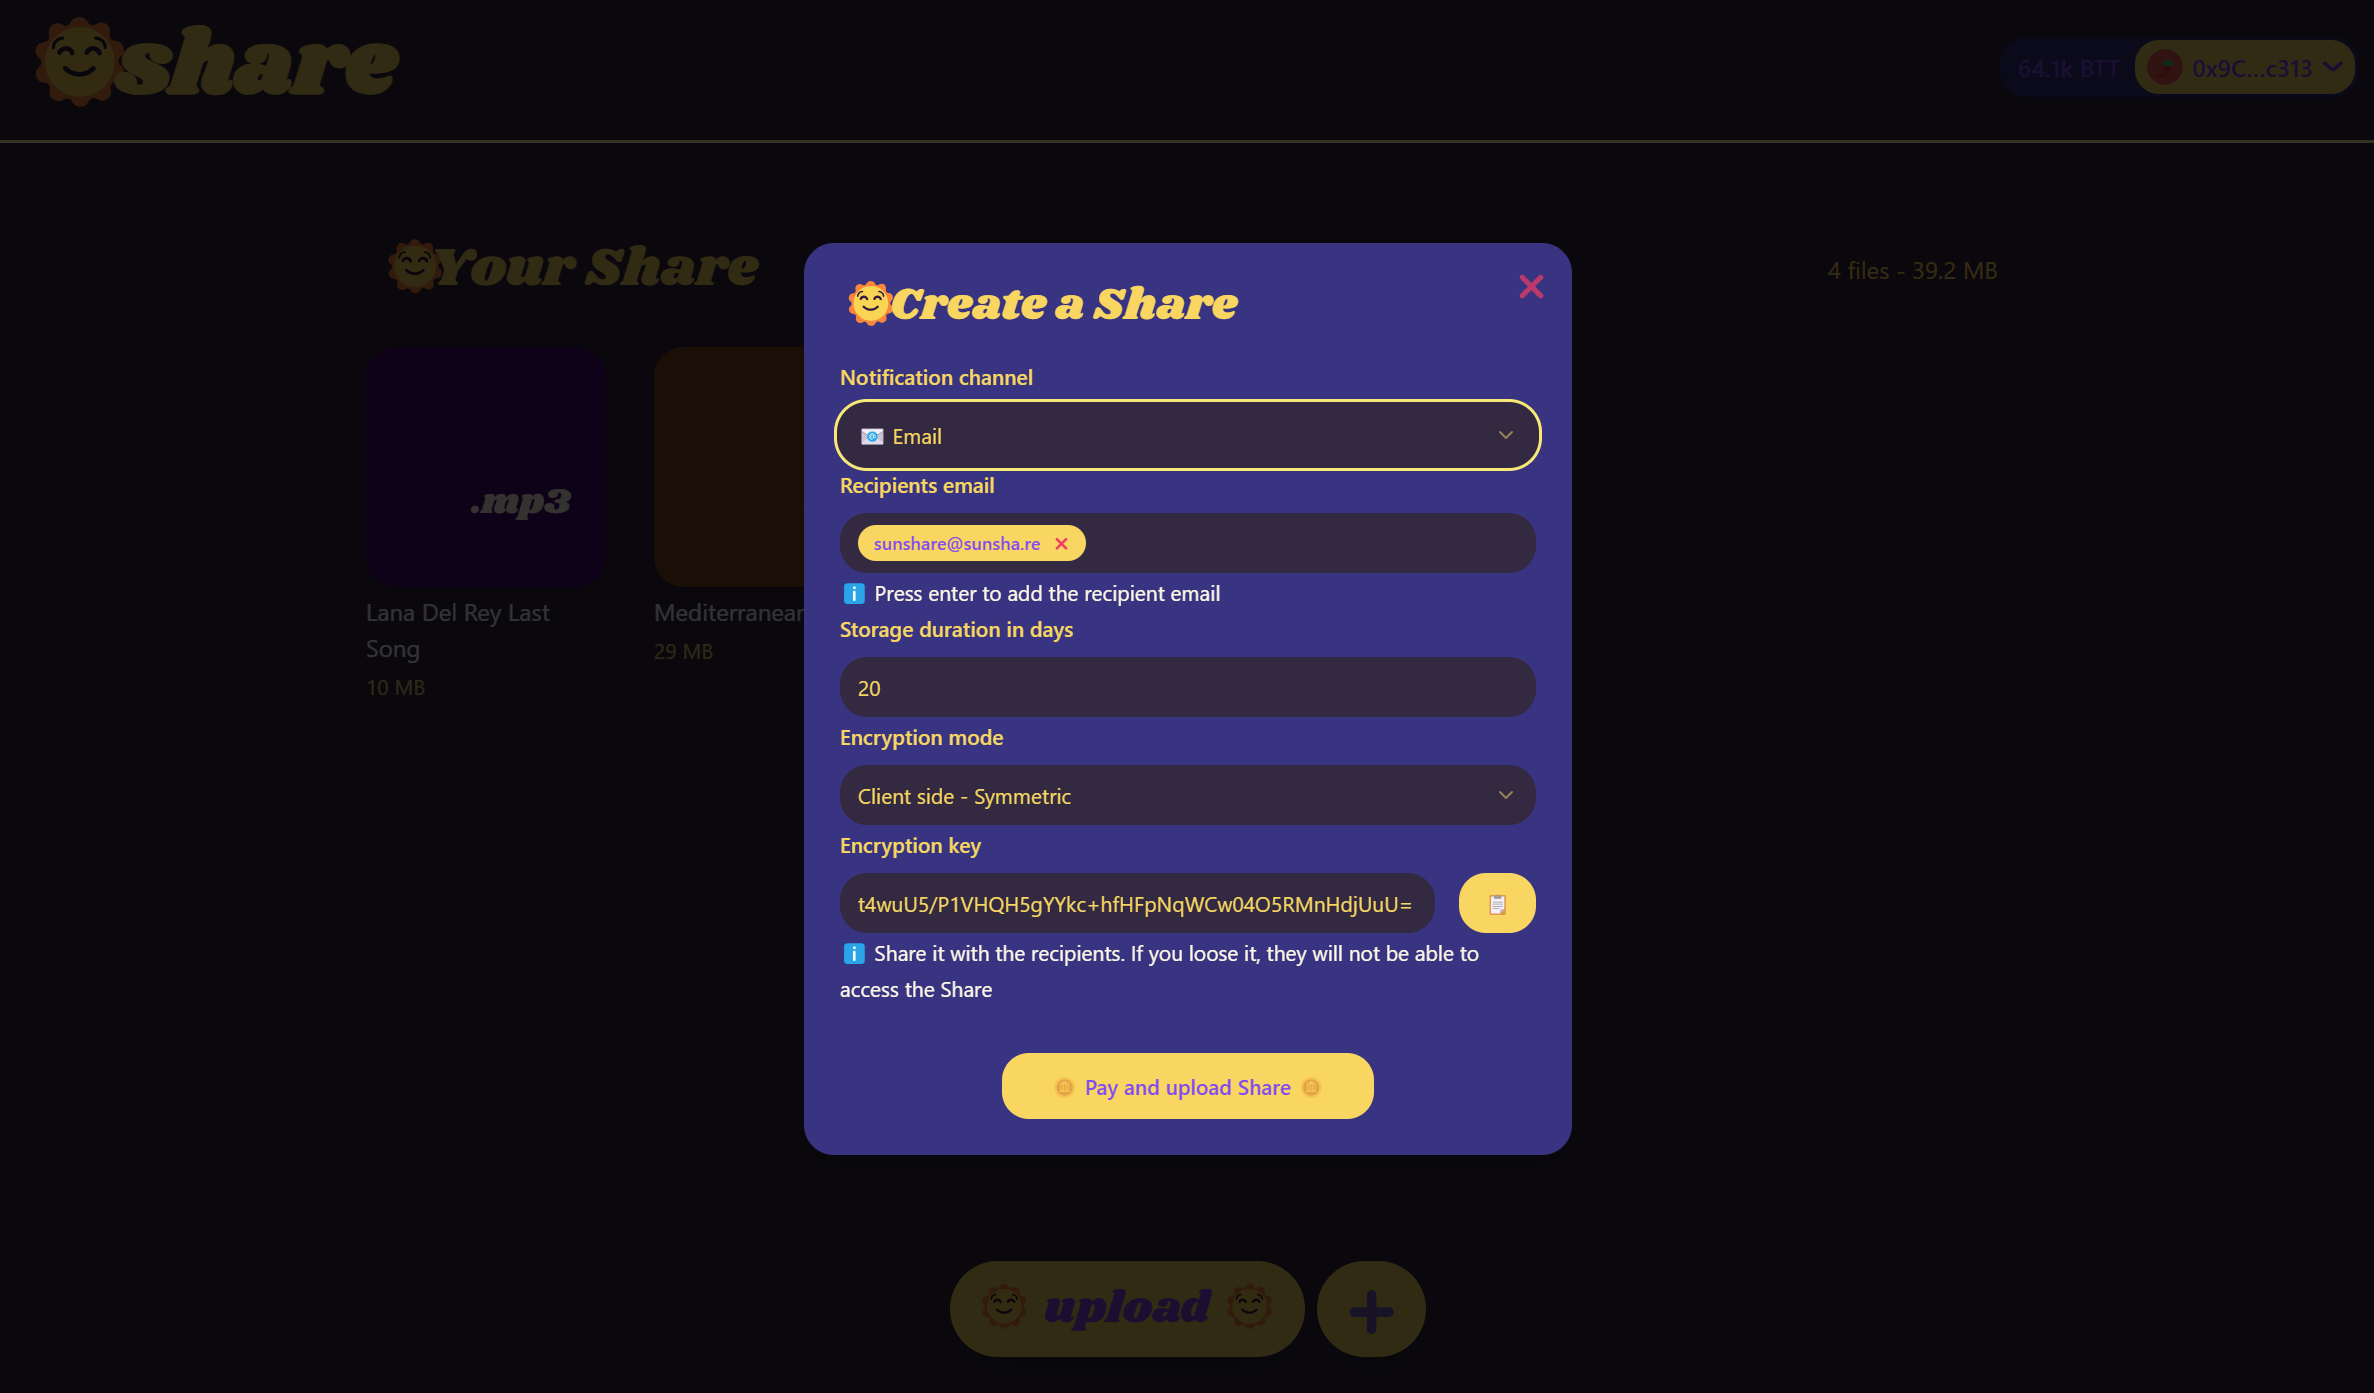 share
64.1k BTT 0x9C...c313
Your Share
4 files - 39.2 MB
.mp3
Lana Del Rey Last
Song
10 MB
Mediterranean
29 MB
Create a Share
Notification channel
Email
Recipients email
sunshare@sunsha.re
Press enter to add the recipient email
Storage duration in days
20
Encryption mode
Client side - Symmetric
Encryption key
t4wuU5/P1VHQH5gYYkc+hfHFpNqWCw04O5RMnHdjUuU=
Share it with the recipients. If you loose it, they will not be able to
access the Share
Pay and upload Share
upload